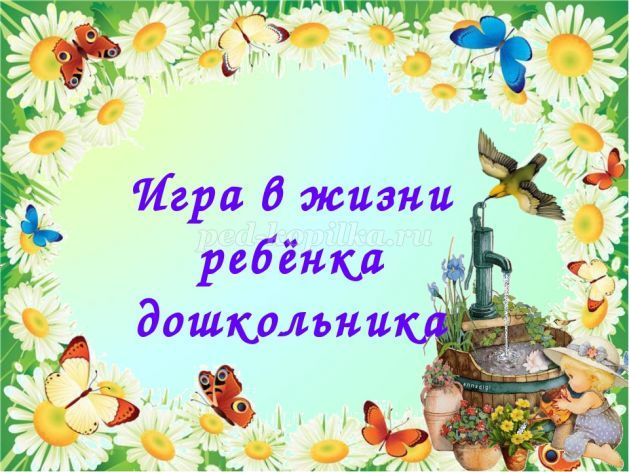 Игра в жизни
ped-kopilka.ru
ребёнка
дошкольника